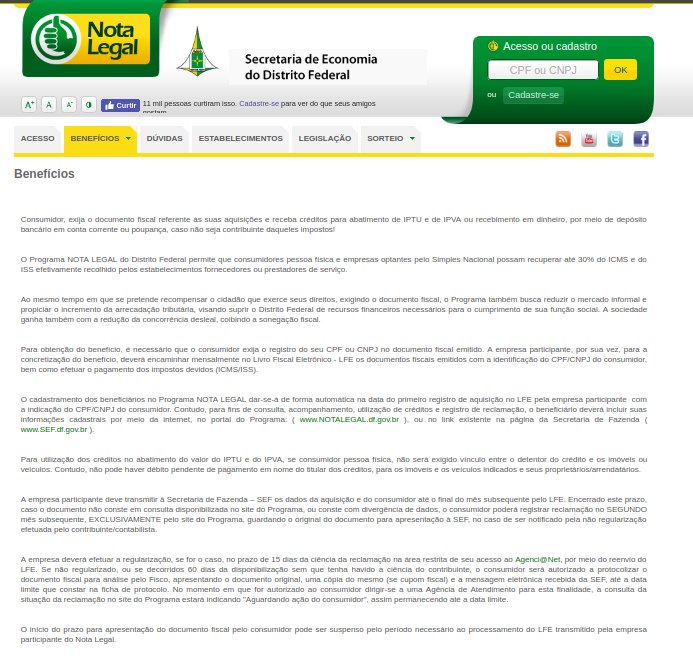 Nota
Legal
Secretaria de Economia
do Distrito Federal
Acesso ou cadastro
CPF ou CNPJ
OK
ou
Cadastre-se
A+
A
A
Curtir
11 mil pessoas curtiram isso. Cadastre-se para ver do que seus amigos
gostam.
ACESSO
BENEFÍCIOS
DÚVIDAS
ESTABELECIMENTOS
LEGISLAÇÃO
SORTEIO
Benefícios
Consumidor, exija o documento fiscal referente às suas aquisições e receba créditos para abatimento de IPTU e de IPVA ou recebimento em dinheiro, por meio de depósito
bancário em conta corrente ou poupança, caso não seja contribuinte daqueles impostos!
O Programa NOTA LEGAL do Distrito Federal permite que consumidores pessoa física e empresas optantes pelo Simples Nacional possam recuperar até 30% do ICMS e do
ISS efetivamente recolhido pelos estabelecimentos fornecedores ou prestadores de serviço.
Ao mesmo tempo em que se pretende recompensar o cidadão que exerce seus direitos, exigindo o documento fiscal, o Programa também busca reduzir o mercado informal e
propiciar o incremento da arrecadação tributária, visando suprir o Distrito Federal de recursos financeiros necessários para o cumprimento de sua função social. A sociedade
ganha também com a redução da concorrência desleal, coibindo a sonegação fiscal.
Para obtenção do benefício, é necessário que o consumidor exija o registro do seu CPF ou CNPJ no documento fiscal emitido. A empresa participante, por sua vez, para a
concretização do benefício, deverá encaminhar mensalmente no Livro Fiscal Eletrônico - LFE os documentos fiscais emitidos com a identificação do CPF/CNPJ do consumidor,
bem como efetuar o pagamento dos impostos devidos (ICMS/ISS).
O cadastramento dos beneficiários no Programa NOTA LEGAL dar-se-á de forma automática na data do primeiro registro de aquisição no LFE pela empresa participante com
a indicação do CPF/CNPJ do consumidor. Contudo, para fins de consulta, acompanhamento, utilização de créditos e registro de reclamação, o beneficiário deverá incluir suas
informações cadastrais por meio da internet, no portal do Programa: ( www.NOTALEGAL.df.gov.br ), ou no link existente na página da Secretaria de Fazenda (
www.SEF.df.gov.br ).
Para utilização dos créditos no abatimento do valor do IPTU e do IPVA, se consumidor pessoa física, não será exigido vínculo entre o detentor do crédito e os imóveis ou
veículos. Contudo, não pode haver débito pendente de pagamento em nome do titular dos créditos, para os imóveis e os veículos indicados e seus proprietários/arrendatários.
A empresa participante deve transmitir à Secretaria de Fazenda – SEF os dados da aquisição e do consumidor até o final do mês subsequente pelo LFE. Encerrado este prazo,
caso o documento não conste em consulta disponibilizada no site do Programa, ou conste com divergência de dados, o consumidor poderá registrar reclamação no SEGUNDO
mês subsequente, EXCLUSIVAMENTE pelo site do Programa, guardando o original do documento para apresentação à SEF, no caso de ser notificado pela não regularização
efetuada pelo contribuinte/contabilista.
A empresa deverá efetuar a regularização, se for o caso, no prazo de 15 dias da ciência da reclamação na área restrita de seu acesso ao Agenci@Net, por meio do reenvio do
LFE. Se não regularizado, ou se decorridos 60 dias da disponibilização sem que tenha havido a ciência do contribuinte, o consumidor será autorizado a protocolizar o
documento fiscal para análise pelo Fisco, apresentando o documento original, uma cópia do mesmo (se cupom fiscal) e a mensagem eletrônica recebida da SEF, até a data
limite que constar na ficha de protocolo. No momento em que for autorizado ao consumidor dirigir-se a uma Agência de Atendimento para esta finalidade, a consulta da
situação da reclamação no site do Programa estará indicando "Aguardando ação do consumidor", assim permanecendo até a data limite.
O início do prazo para apresentação do documento fiscal pelo consumidor pode ser suspenso pelo período necessário ao processamento do LFE transmitido pela empresa
participante do Nota Legal.